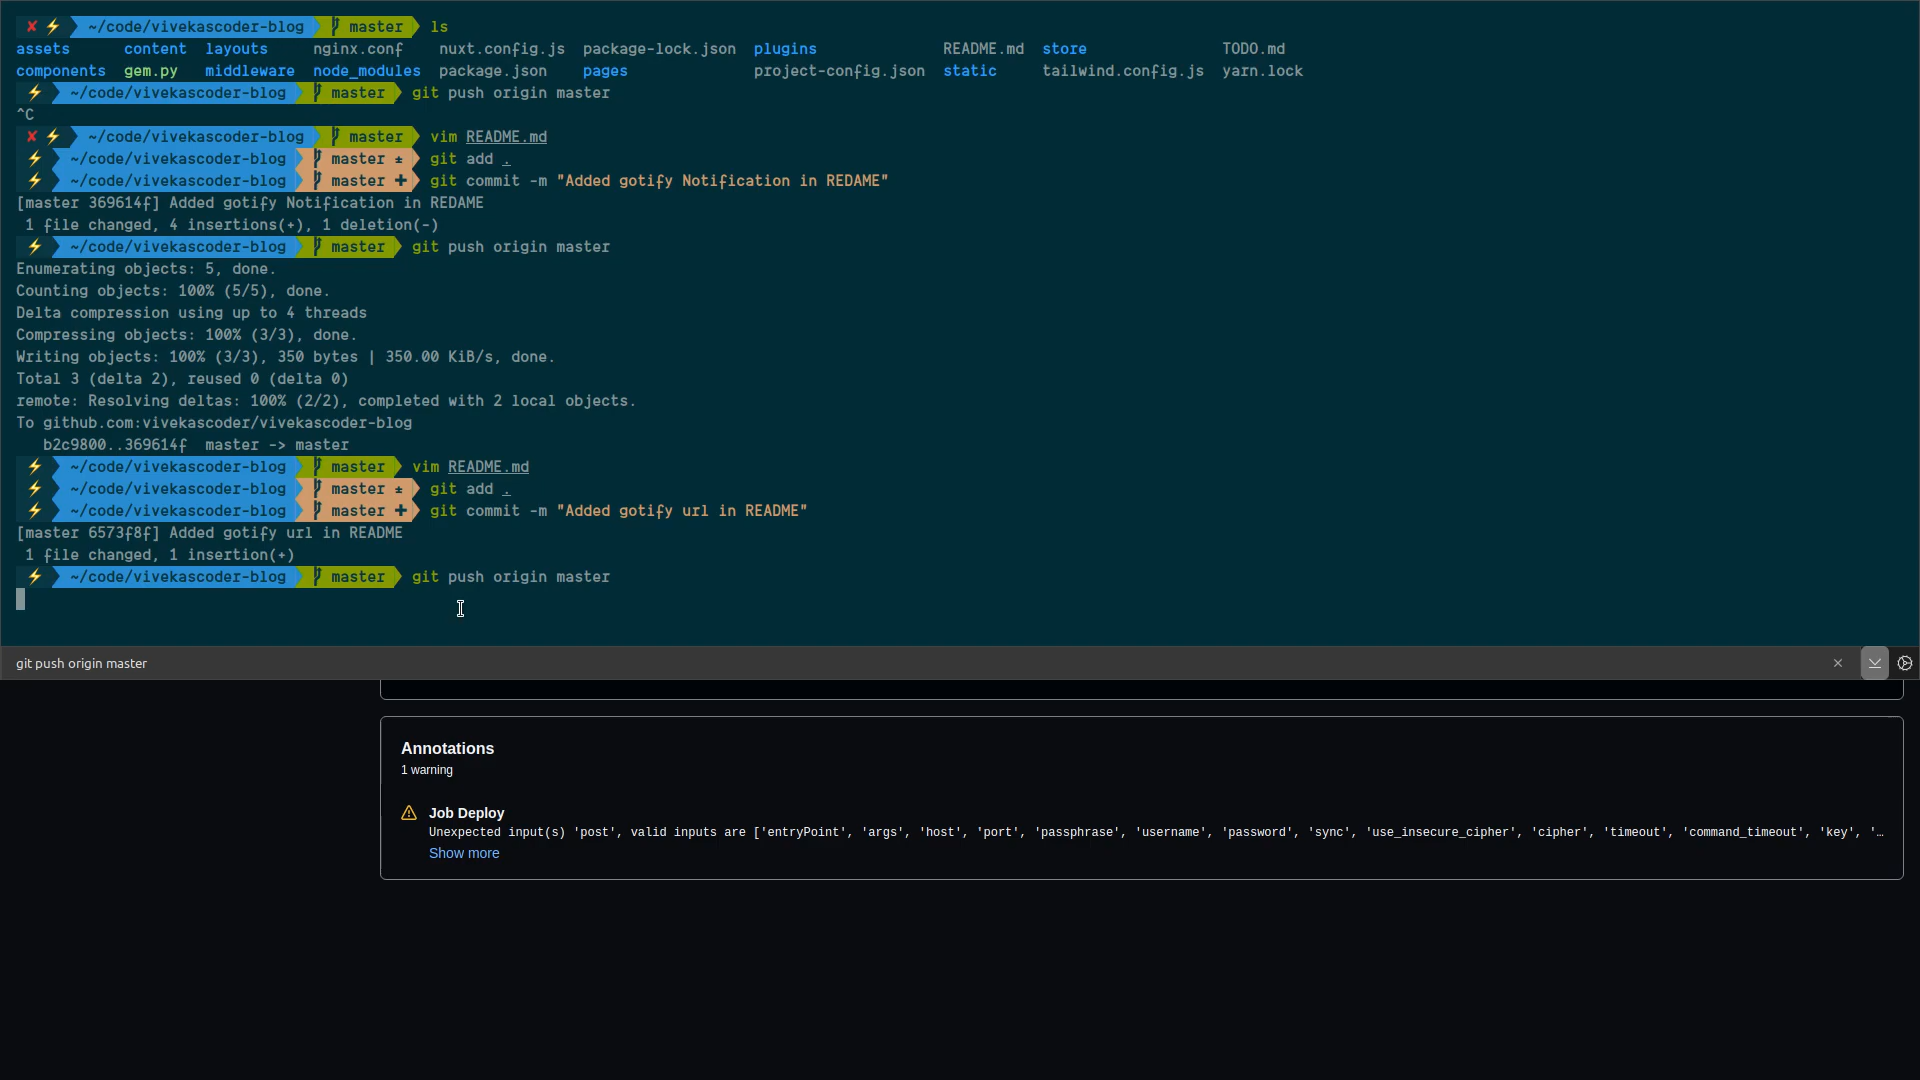 ✘ ⚡ ~/code/vivekascoder-blog master ls
assets content layouts nginx.conf nuxt.config.js package-lock.json plugins README.md store TODO.md
components gem.py middleware node_modules package.json pages project-config.json static tailwind.config.js yarn.lock
⚡ ~/code/vivekascoder-blog master git push origin master
^C
✘ ⚡ ~/code/vivekascoder-blog master vim README.md
⚡ ~/code/vivekascoder-blog master ± git add .
⚡ ~/code/vivekascoder-blog master ✚ git commit -m "Added gotify Notification in REDAME"
[master 369614f] Added gotify Notification in REDAME
1 file changed, 4 insertions(+), 1 deletion(-)
⚡ ~/code/vivekascoder-blog master git push origin master
Enumerating objects: 5, done.
Counting objects: 100% (5/5), done.
Delta compression using up to 4 threads
Compressing objects: 100% (3/3), done.
Writing objects: 100% (3/3), 350 bytes | 350.00 KiB/s, done.
Total 3 (delta 2), reused 0 (delta 0)
remote: Resolving deltas: 100% (2/2), completed with 2 local objects.
To github.com:vivekascoder/vivekascoder-blog
b2c9800..369614f master -> master
⚡ ~/code/vivekascoder-blog master vim README.md
⚡ ~/code/vivekascoder-blog master ± git add .
⚡ ~/code/vivekascoder-blog master ✚ git commit -m "Added gotify url in README"
[master 6573f8f] Added gotify url in README
1 file changed, 1 insertion(+)
⚡ ~/code/vivekascoder-blog master git push origin master
git push origin master
Annotations
1 warning
Job Deploy
Unexpected input(s) 'post', valid inputs are ['entryPoint', 'args', 'host', 'port', 'passphrase', 'username', 'password', 'sync', 'use_insecure_cipher', 'cipher', 'timeout', 'command_timeout', 'key', '…
Show more